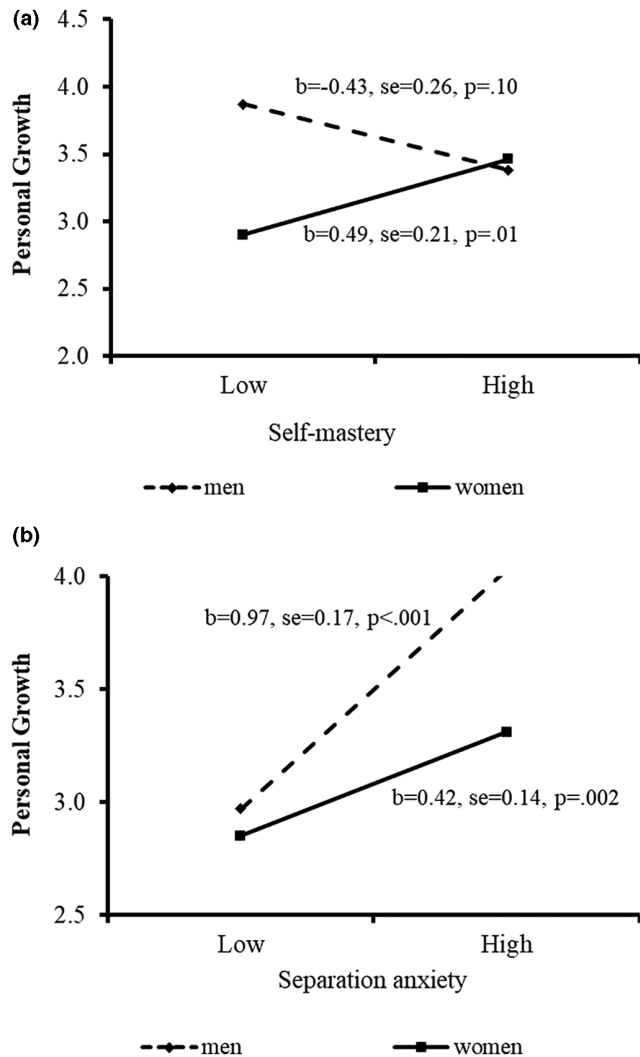 (a)
4.5
4.0
3.5
3.0
2.5
2.0
Personal Growth
b=-0.43, se=0.26, p=.10
b=0.49, se=0.21, p=.01
Low High
Self-mastery
men women
(b)
4.0
3.5
3.0
2.5
Personal Growth
b=0.97, se=0.17, p<.001
b=0.42, se=0.14, p=.002
Low High
Separation anxiety
men women